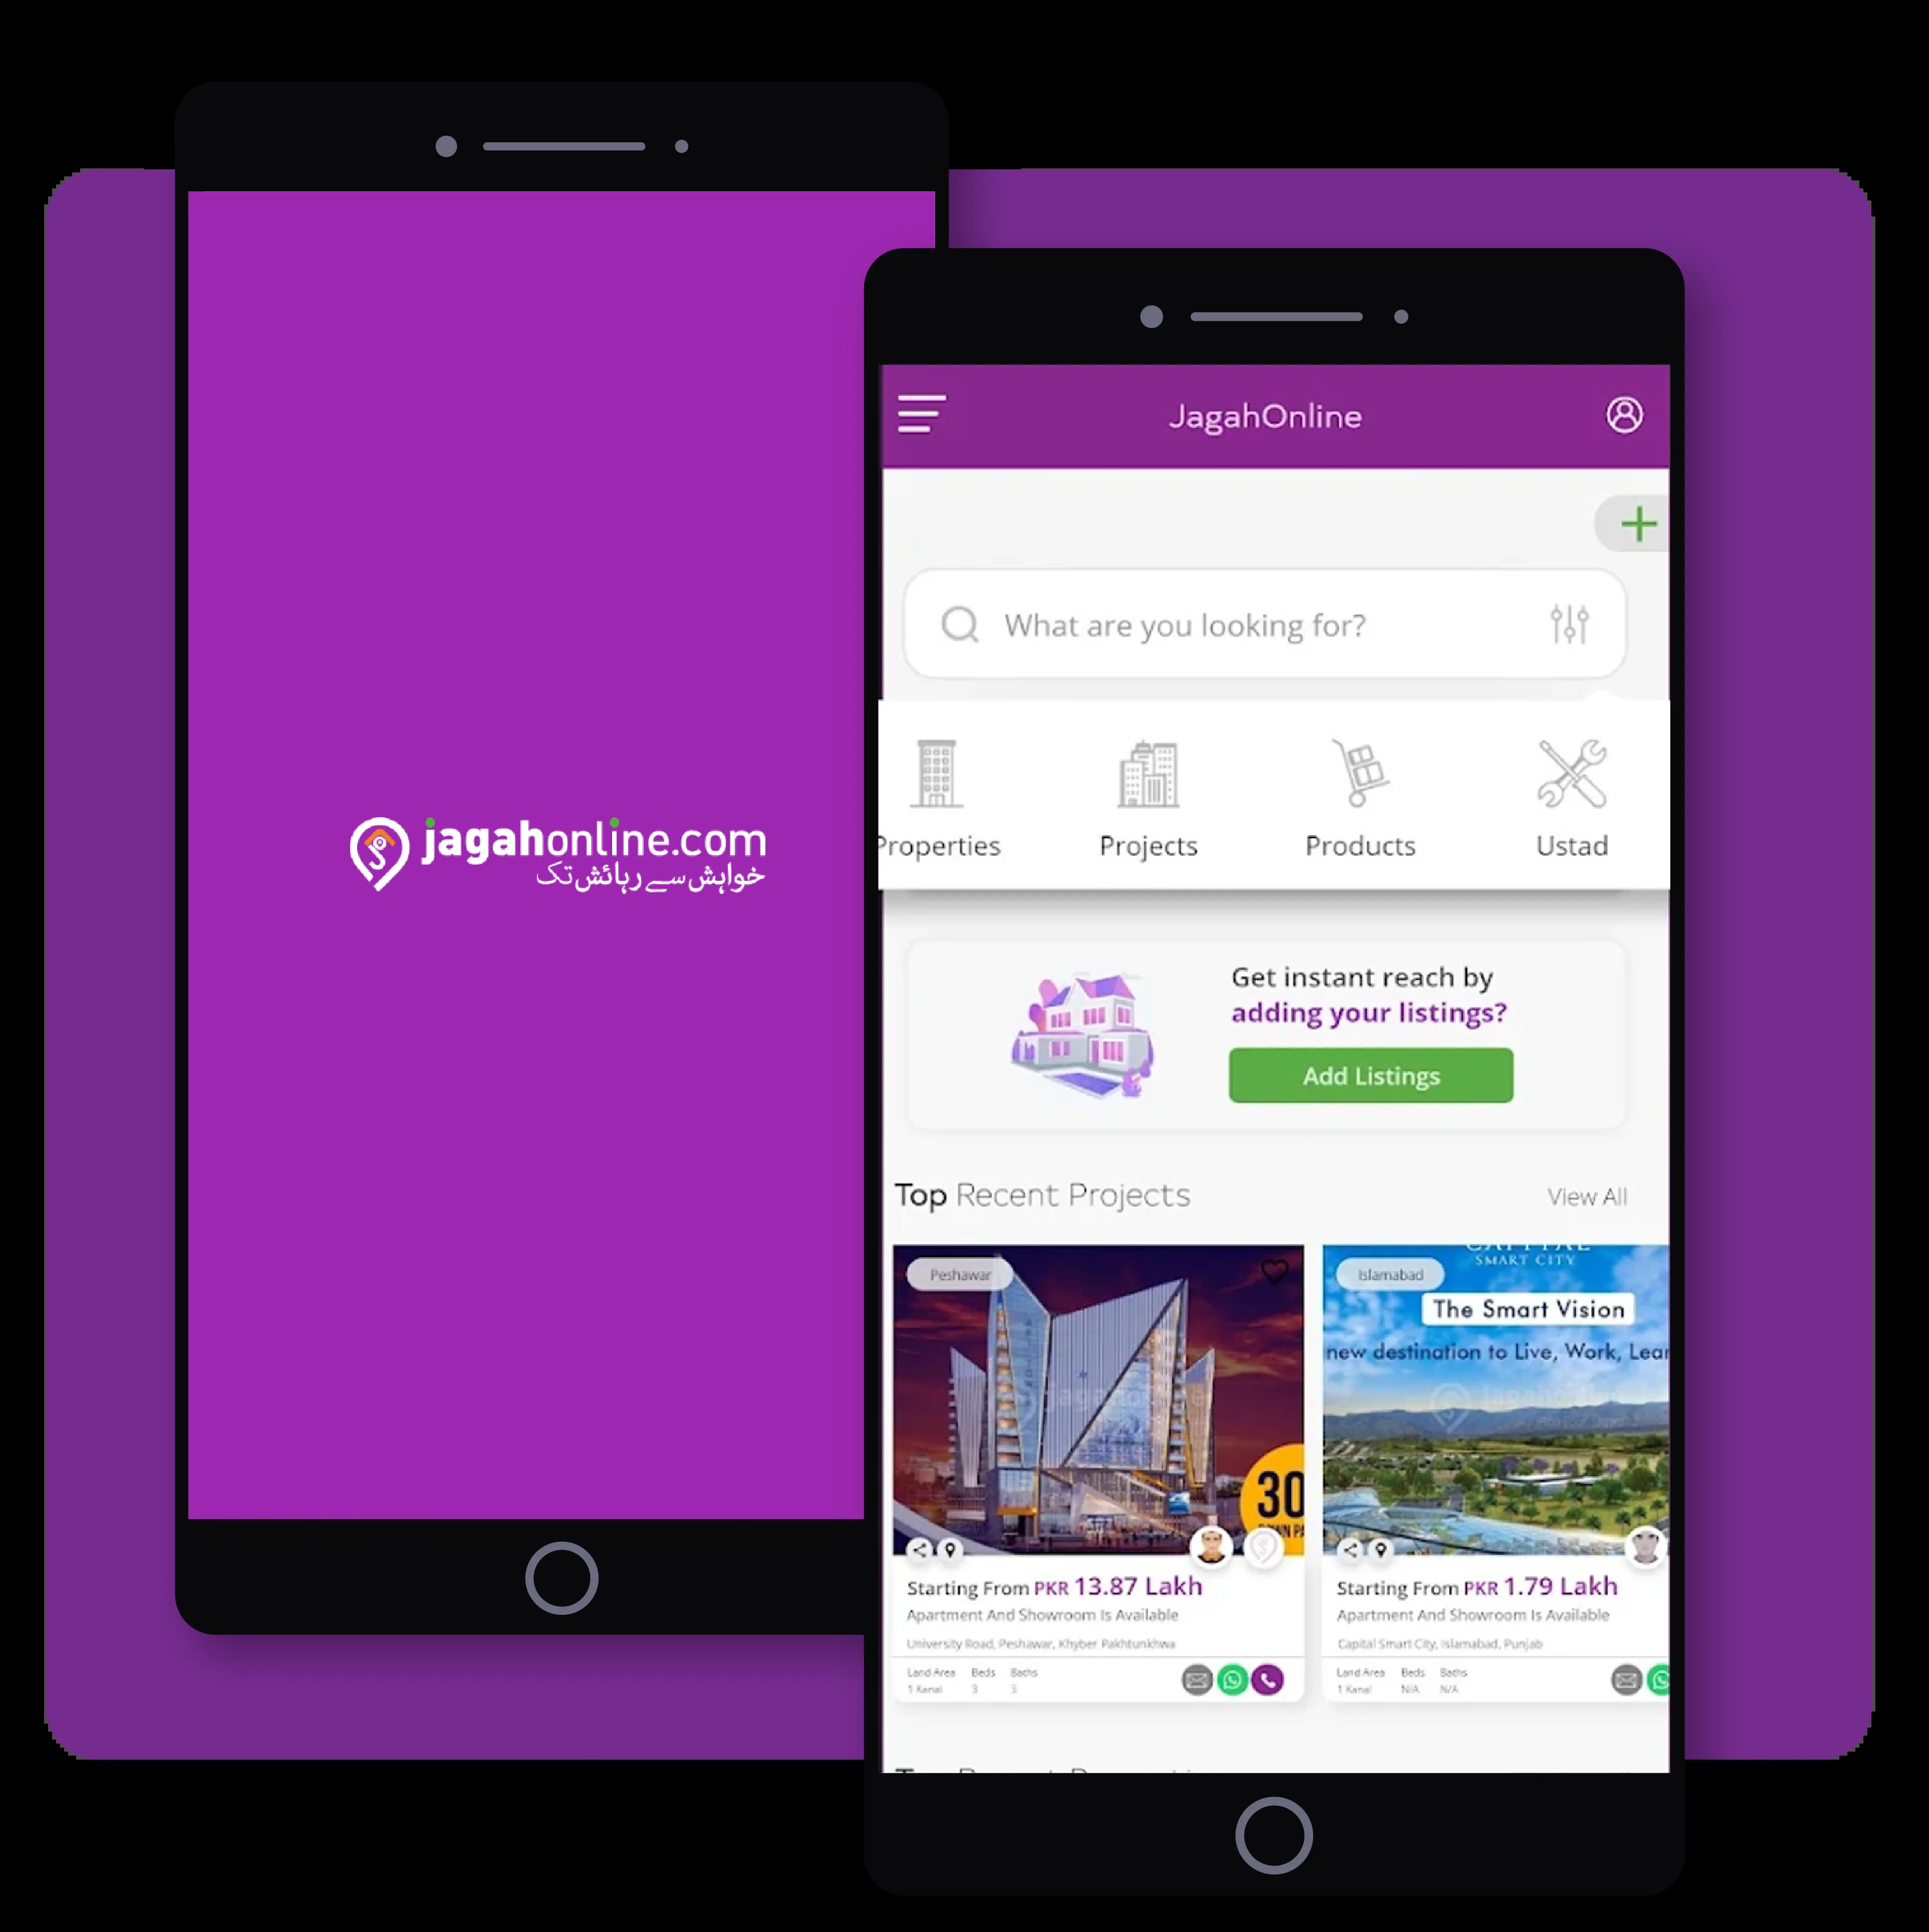 jagahonline.com
خواہش سے رہائش تک
JagahOnline
What are you looking for?
Properties
Projects
Products
Ustad
Get instant reach by
adding your listings?
Add Listings
Top Recent Projects
View All
Peshawar
30
Starting From PKR 13.87 Lakh
Apartment And Showroom Is Available
University Road, Peshawar, Khyber Pakhtunkhwa
Land Area Beds Baths
1 Kanal 3 3
SMART CITY
Islamabad
The Smart Vision
new destination to Live, Work, Lear
Starting From PKR 1.79 Lakh
Apartment And Showroom Is Available
Capital Smart City, Islamabad, Punjab
Land Area Beds Baths
1 Kanal N/A N/A